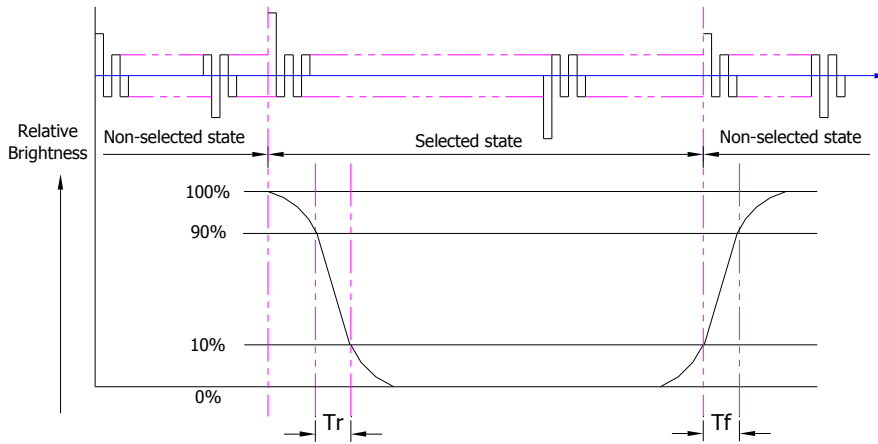 Relative
Brightness
Non-selected state
Selected state
Non-selected state
100%
90%
10%
0%
Tr
Tf